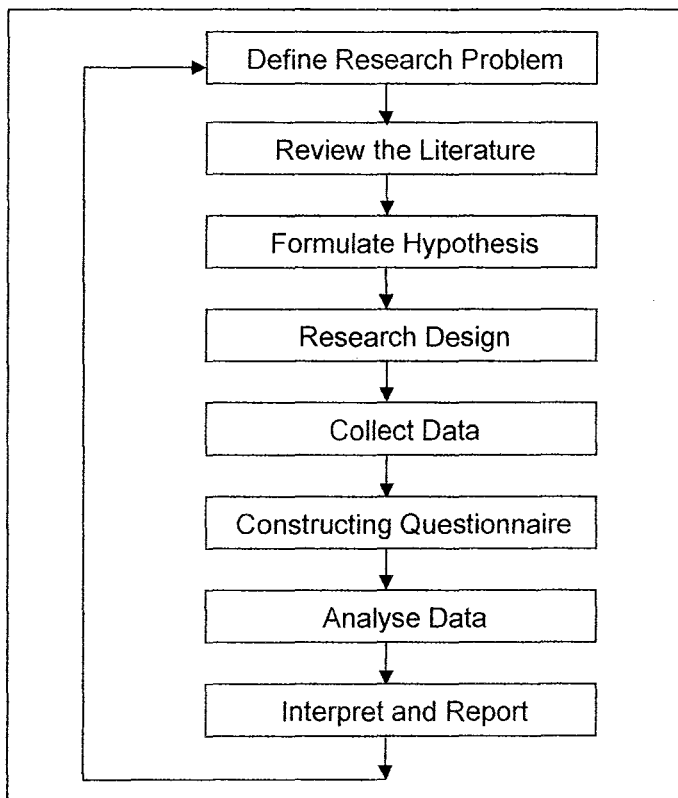 Define Research Problem
Review the Literature
Formulate Hypothesis
Research Design
Collect Data
Constructing Questionnaire
Analyse Data
Interpret and Report